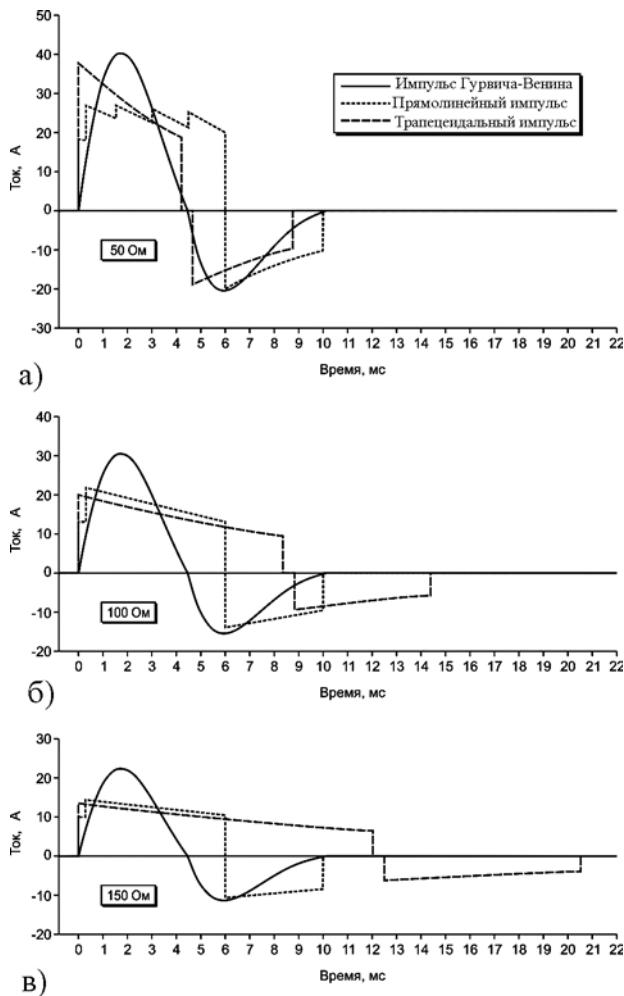 50
40
30
20
10
0
-10
-20
-30
Ток, А
Импульс Гурвича-Венина
Прямолинейный импульс
Трапецеидальный импульс
50 Ом
0 1 2 3 4 5 6 7 8 9 10 11 12 13 14 15 16 17 18 19 20 21 22
Время, мс
а)
40
30
20
10
0
-10
-20
Ток, А
100 Ом
0 1 2 3 4 5 6 7 8 9 10 11 12 13 14 15 16 17 18 19 20 21 22
Время, мс
б)
30
20
10
0
-10
-20
Ток, А
150 Ом
0 1 2 3 4 5 6 7 8 9 10 11 12 13 14 15 16 17 18 19 20 21 22
Время, мс
в)